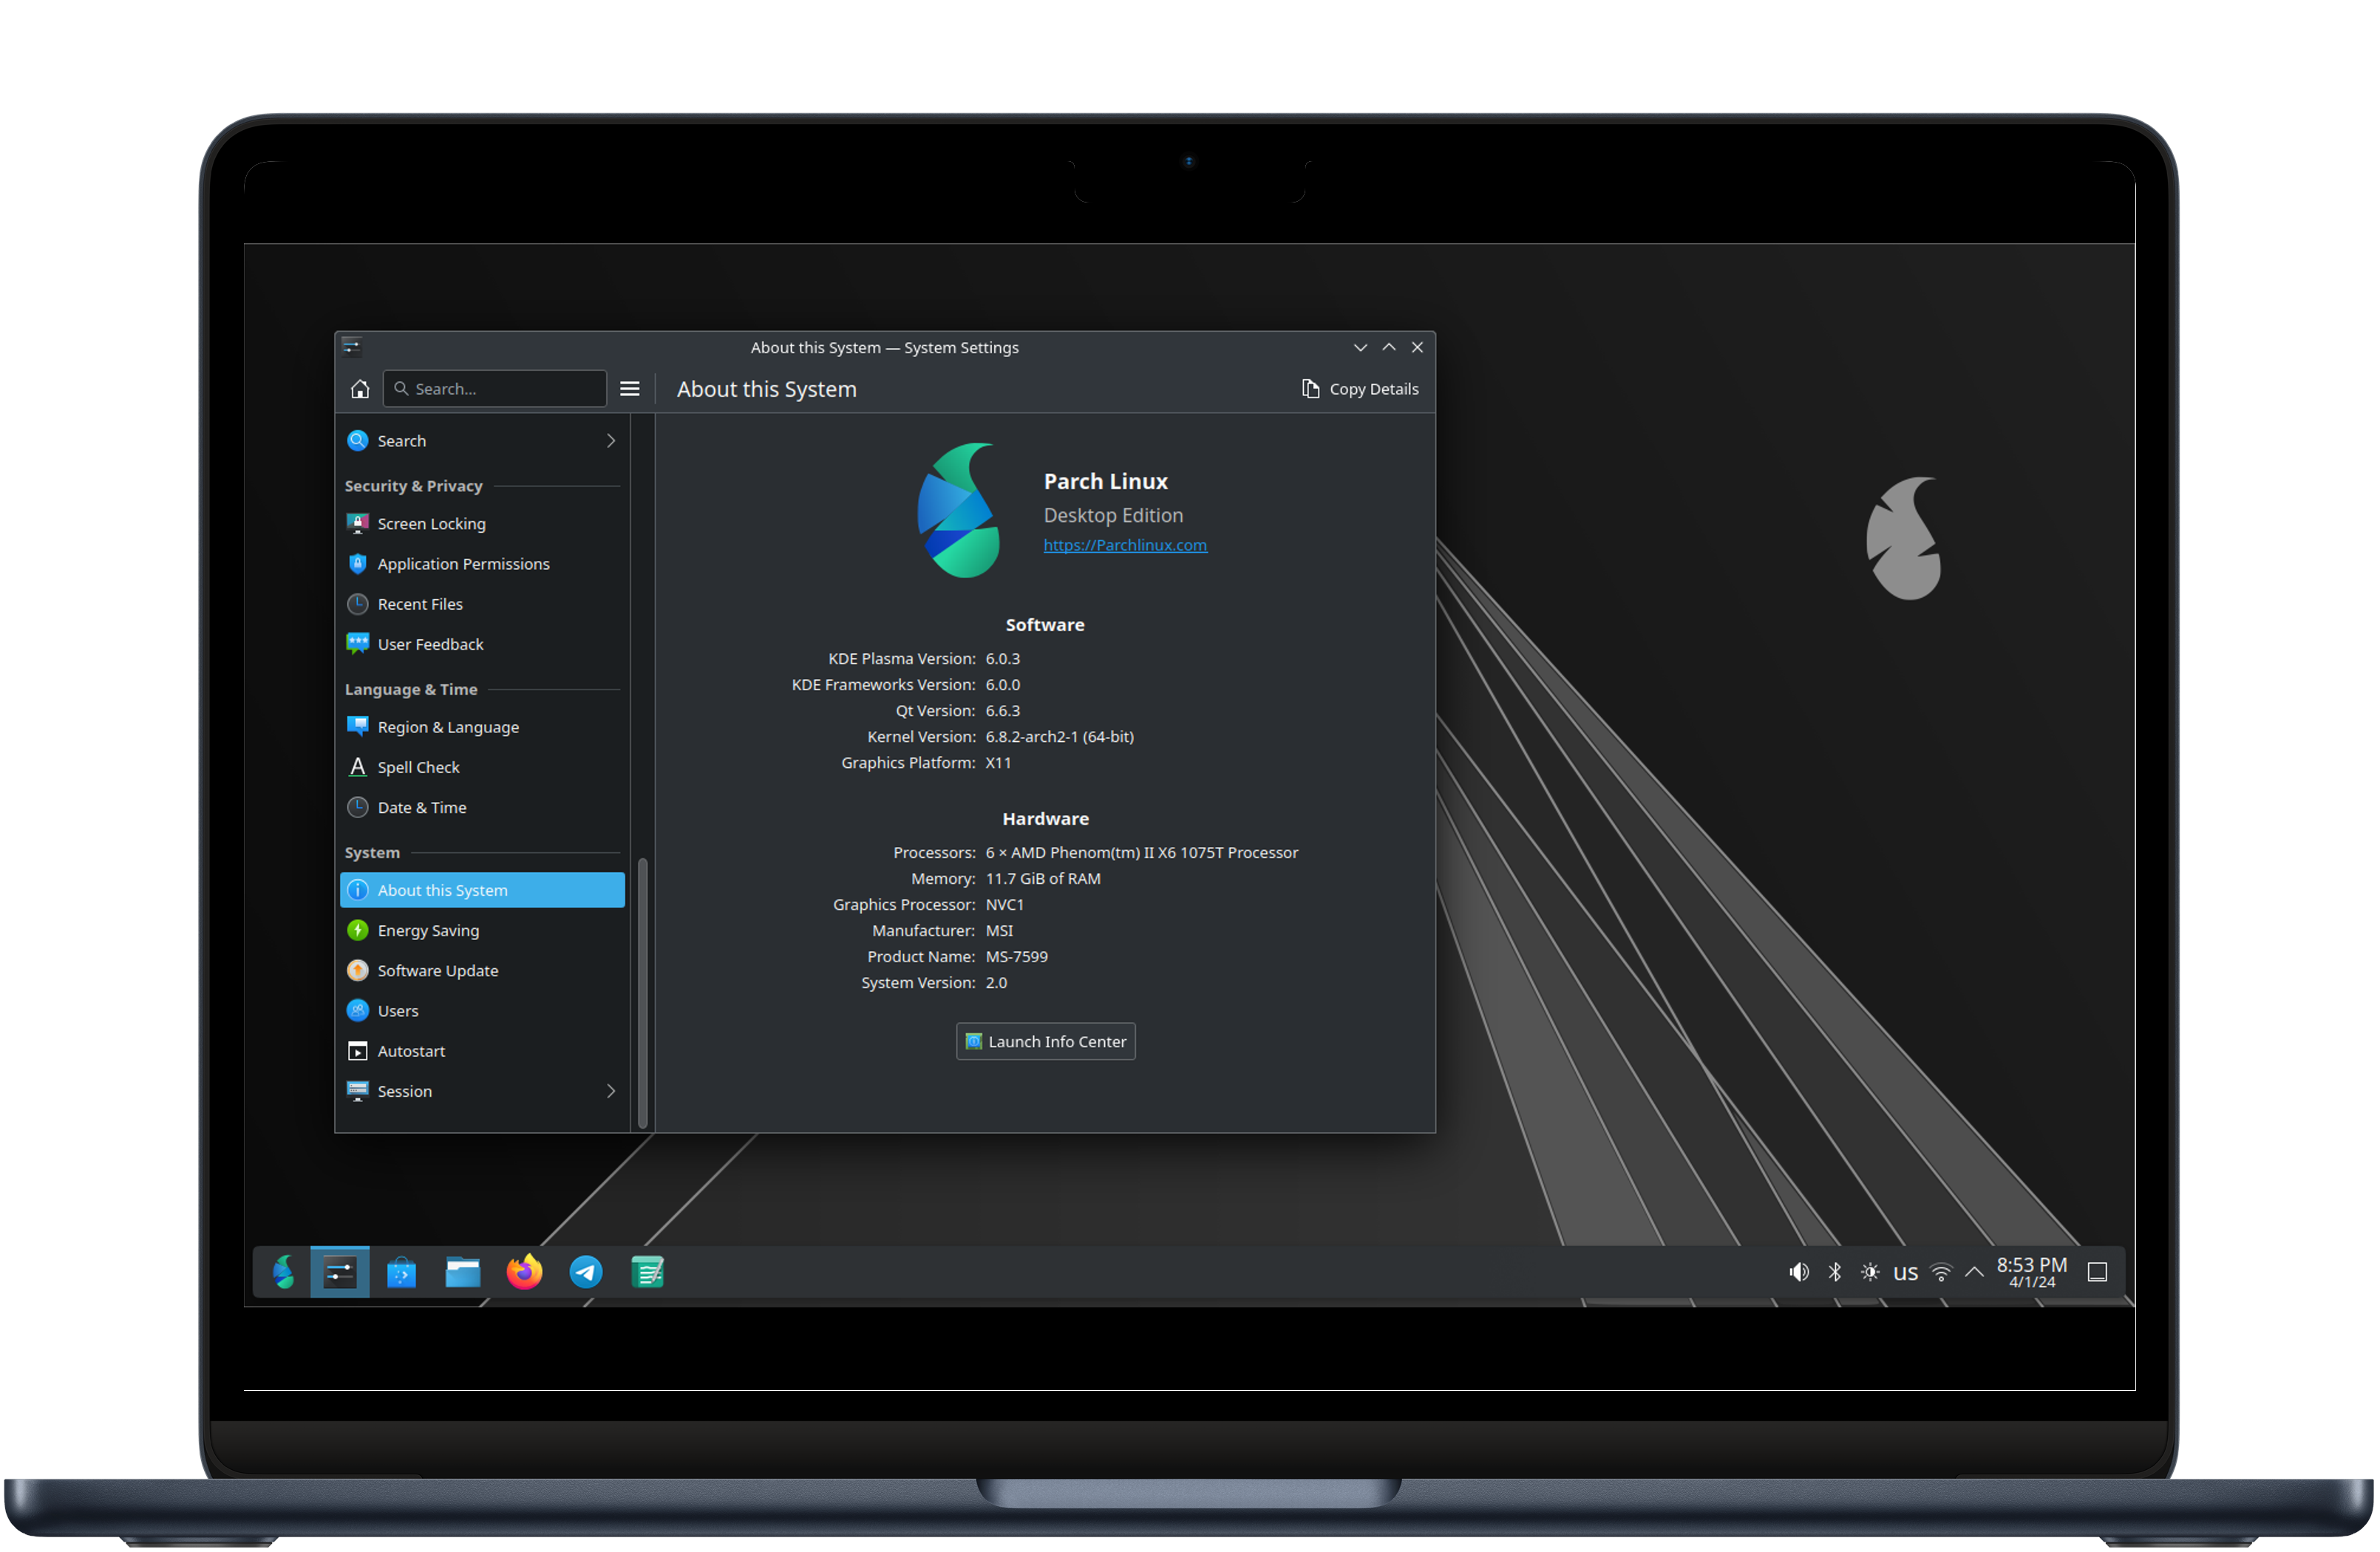 About this System — System Settings
Search...
About this System
Copy Details
Search
Security & Privacy
Screen Locking
Application Permissions
Recent Files
User Feedback
Language & Time
Region & Language
Spell Check
Date & Time
System
About this System
Energy Saving
Software Update
Users
Autostart
Session
Parch Linux
Desktop Edition
https://Parchlinux.com
Software
KDE Plasma Version: 6.0.3
KDE Frameworks Version: 6.0.0
Qt Version: 6.6.3
Kernel Version: 6.8.2-arch2-1 (64-bit)
Graphics Platform: X11
Hardware
Processors: 6 × AMD Phenom(tm) II X6 1075T Processor
Memory: 11.7 GiB of RAM
Graphics Processor: NVC1
Manufacturer: MSI
Product Name: MS-7599
System Version: 2.0
Launch Info Center
us
8:53 PM
4/1/24